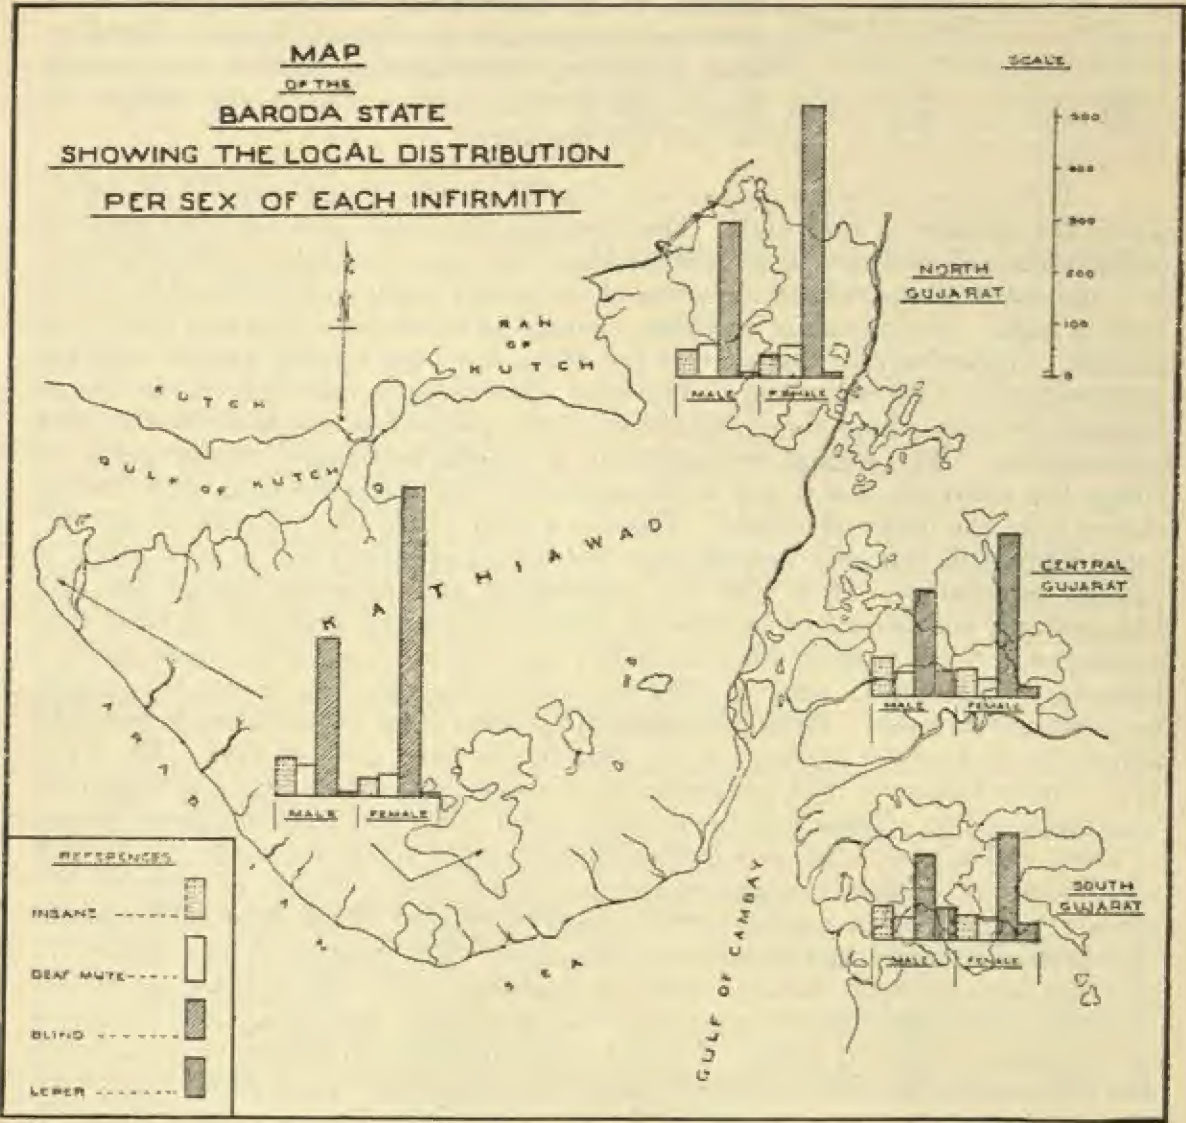 MAP
OF THE
BARODA STATE
SHOWING THE LOCAL DISTRIBUTION
PER SEX OF EACH INFIRMITY
SCALE
500
400
300
200
100
0
NORTH
GUJARAT
MALE FEMALE
RAN
OF
KUTCH
KUTCH
GULF OF KUTCH
KATHIAWAD
CENTRAL
GUJARAT
MALE FEMALE
MALE FEMALE
SOUTH
GUJARAT
MALE FEMALE
GULF OF CAMBAY
SEA
REFERENCES
INSANE
DEAF MUTE
BLIND
LEPER